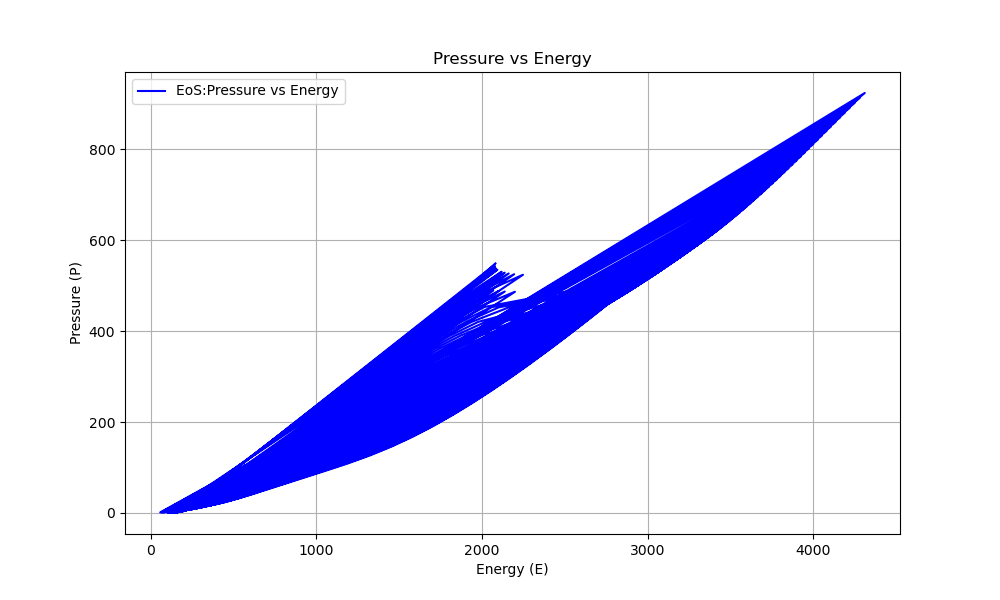 Pressure vs Energy
EoS:Pressure vs Energy
800
600
400
200
0
Pressure (P)
0 1000 2000 3000 4000
Energy (E)